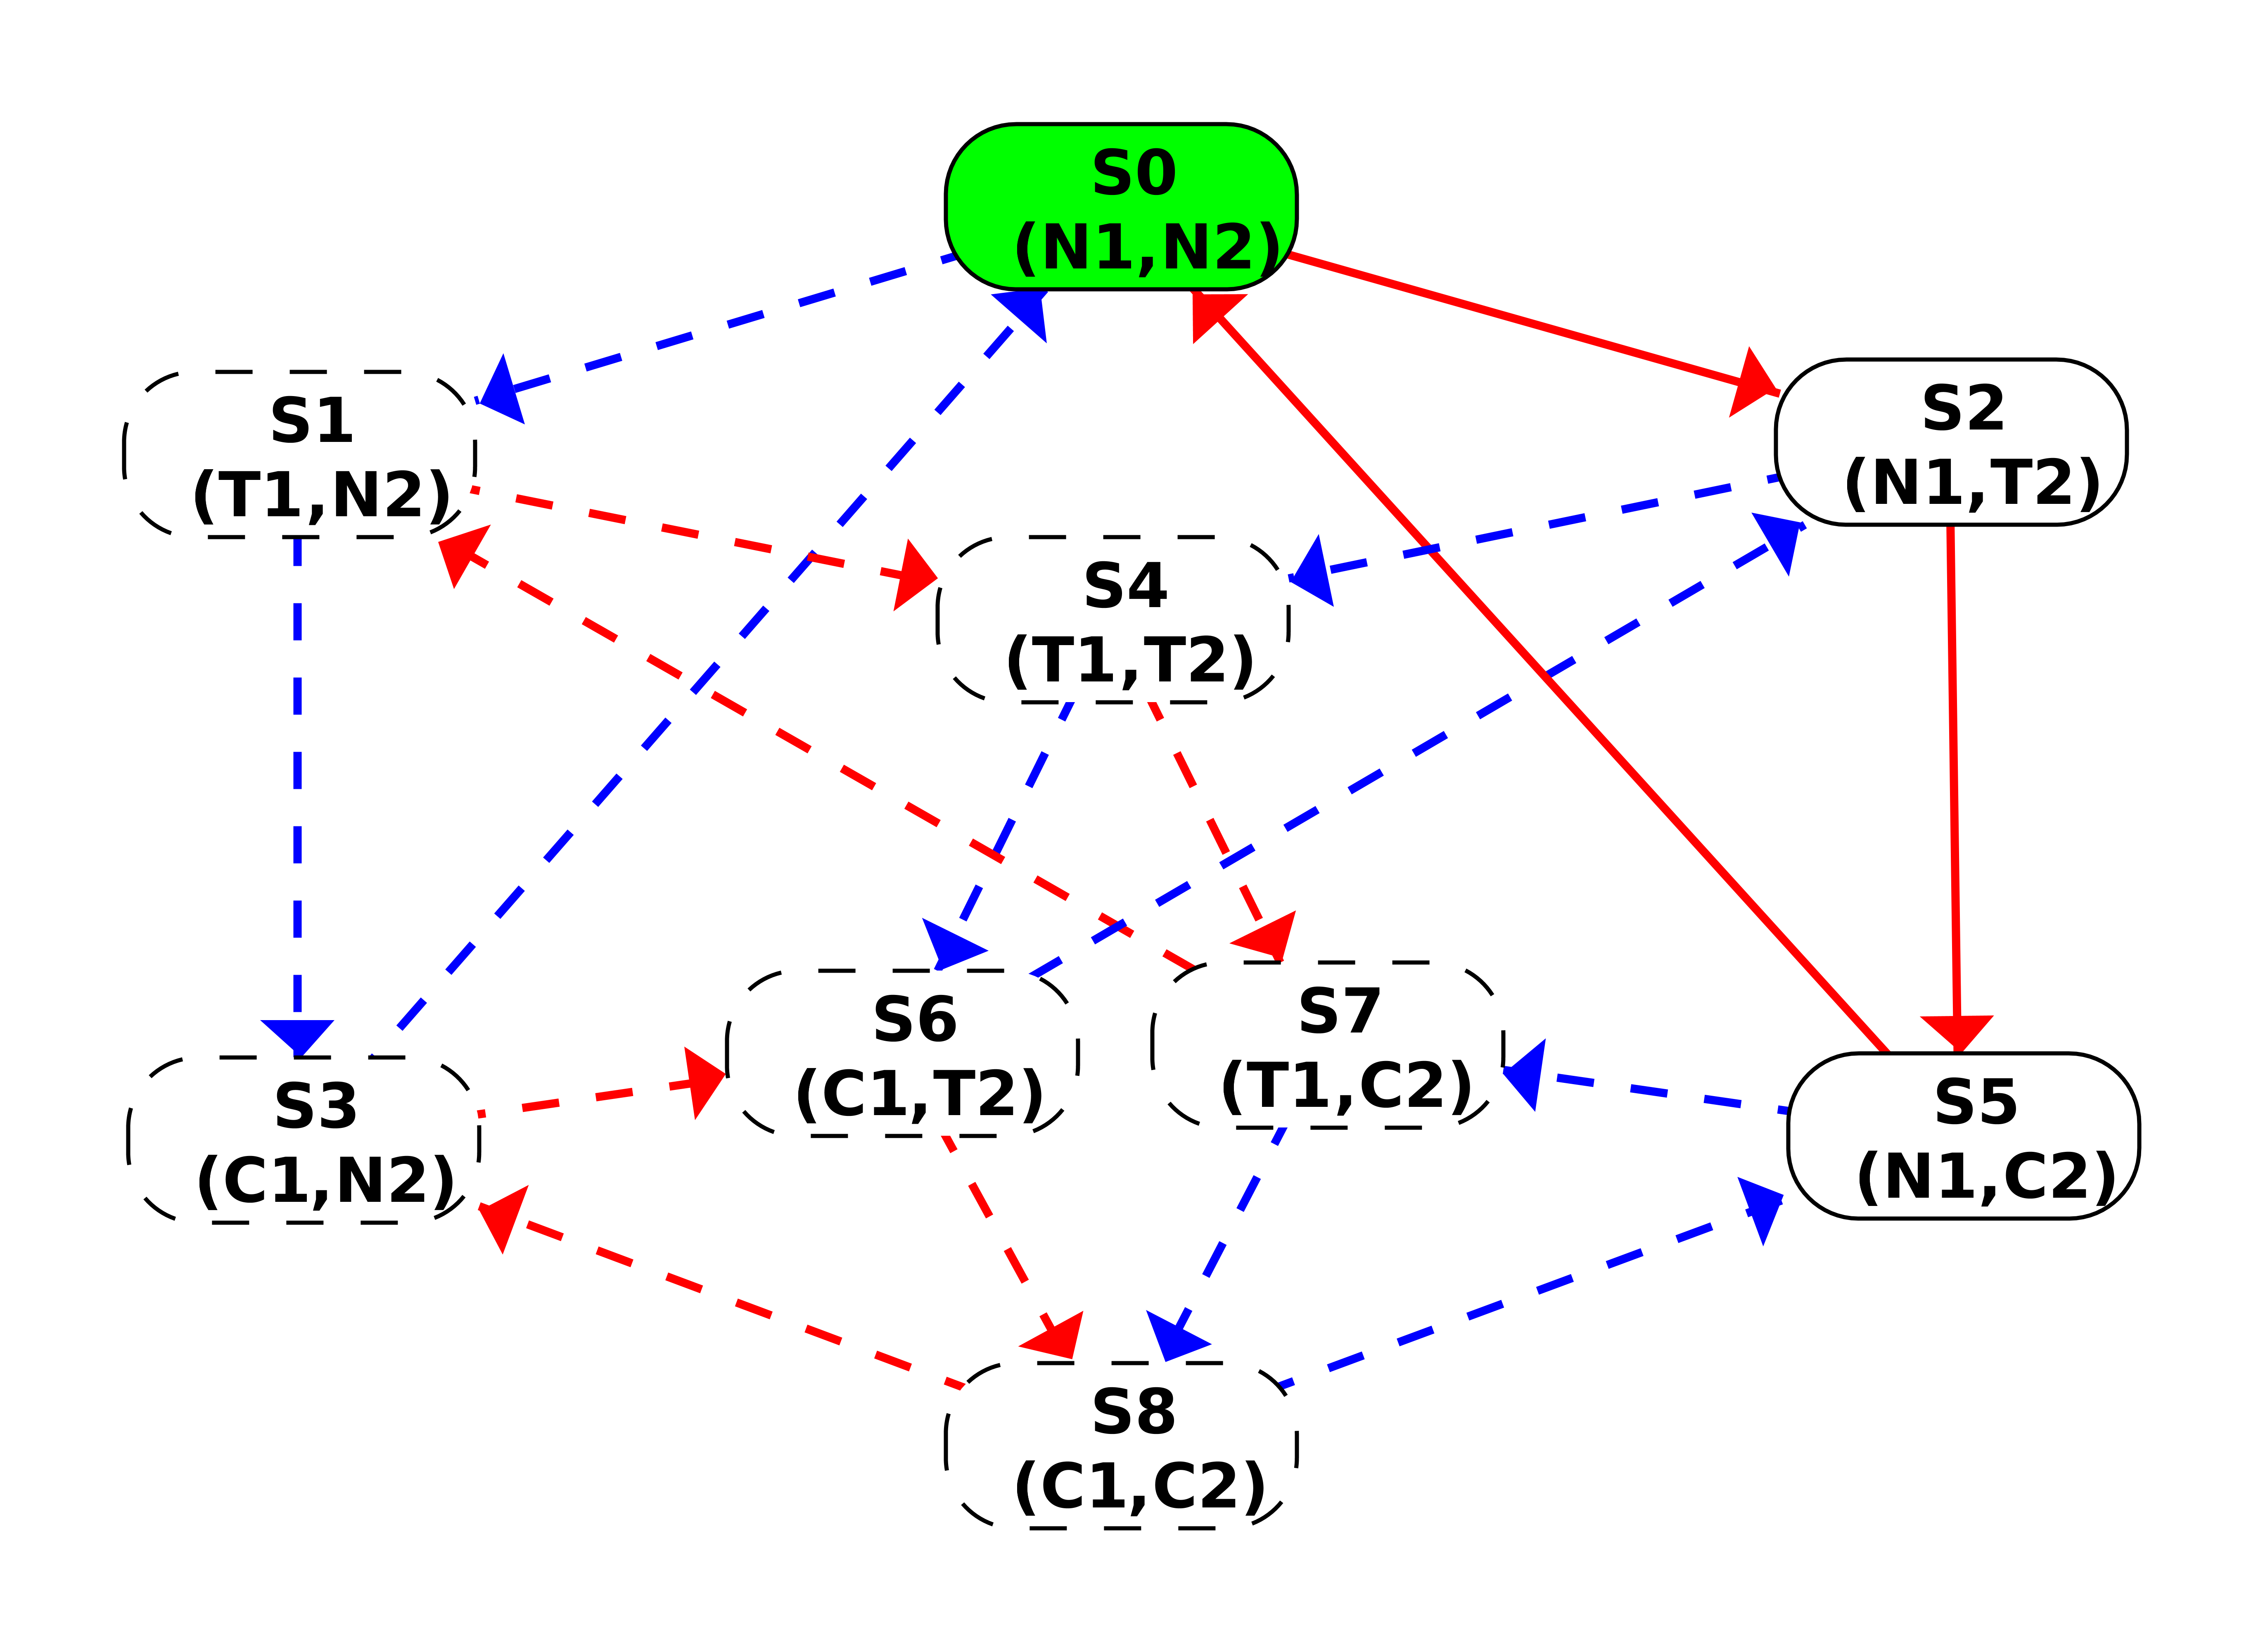 S0
(N1,N2)
S1
(T1,N2)
S2
(N1,T2)
S4
(T1,T2)
S6
(C1,T2)
S7
(T1,C2)
S3
(C1,N2)
S5
(N1,C2)
S8
(C1,C2)